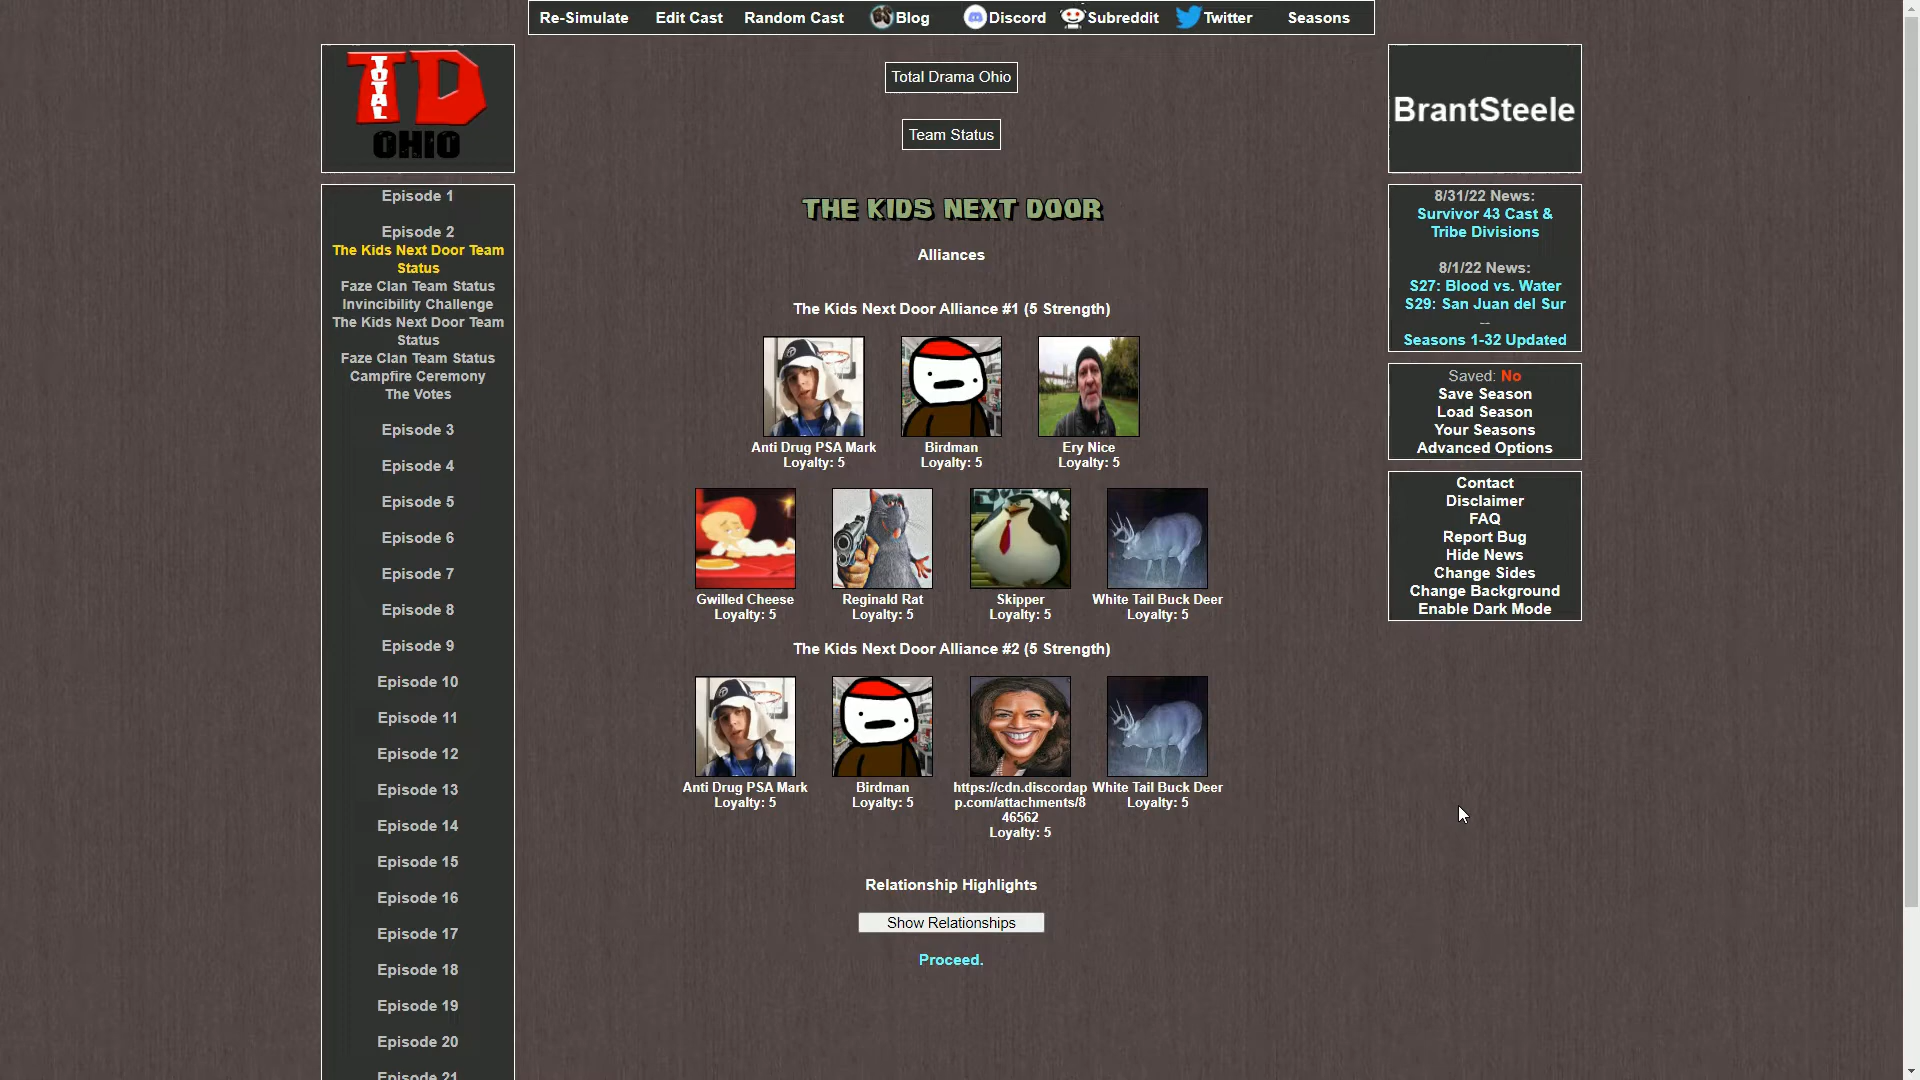 Re-Simulate Edit Cast Random Cast Blog Discord Subreddit Twitter Seasons
TOTAL
TD
OHIO
Episode 1
Episode 2
The Kids Next Door Team
Status
Faze Clan Team Status
Invincibility Challenge
The Kids Next Door Team
Status
Faze Clan Team Status
Campfire Ceremony
The Votes
Episode 3
Episode 4
Episode 5
Episode 6
Episode 7
Episode 8
Episode 9
Episode 10
Episode 11
Episode 12
Episode 13
Episode 14
Episode 15
Episode 16
Episode 17
Episode 18
Episode 19
Episode 20
Episode 21
Total Drama Ohio
Team Status
THE KIDS NEXT DOOR
Alliances
The Kids Next Door Alliance #1 (5 Strength)
Anti Drug PSA Mark
Loyalty: 5
Birdman
Loyalty: 5
Ery Nice
Loyalty: 5
Gwilled Cheese
Loyalty: 5
Reginald Rat
Loyalty: 5
Skipper
Loyalty: 5
White Tail Buck Deer
Loyalty: 5
The Kids Next Door Alliance #2 (5 Strength)
Anti Drug PSA Mark
Loyalty: 5
Birdman
Loyalty: 5
https://cdn.discordap
p.com/attachments/8
46562
Loyalty: 5
White Tail Buck Deer
Loyalty: 5
Relationship Highlights
Show Relationships
Proceed.
BrantSteele
8/31/22 News:
Survivor 43 Cast &
Tribe Divisions
8/1/22 News:
S27: Blood vs. Water
S29: San Juan del Sur
--
Seasons 1-32 Updated
Saved: No
Save Season
Load Season
Your Seasons
Advanced Options
Contact
Disclaimer
FAQ
Report Bug
Hide News
Change Sides
Change Background
Enable Dark Mode